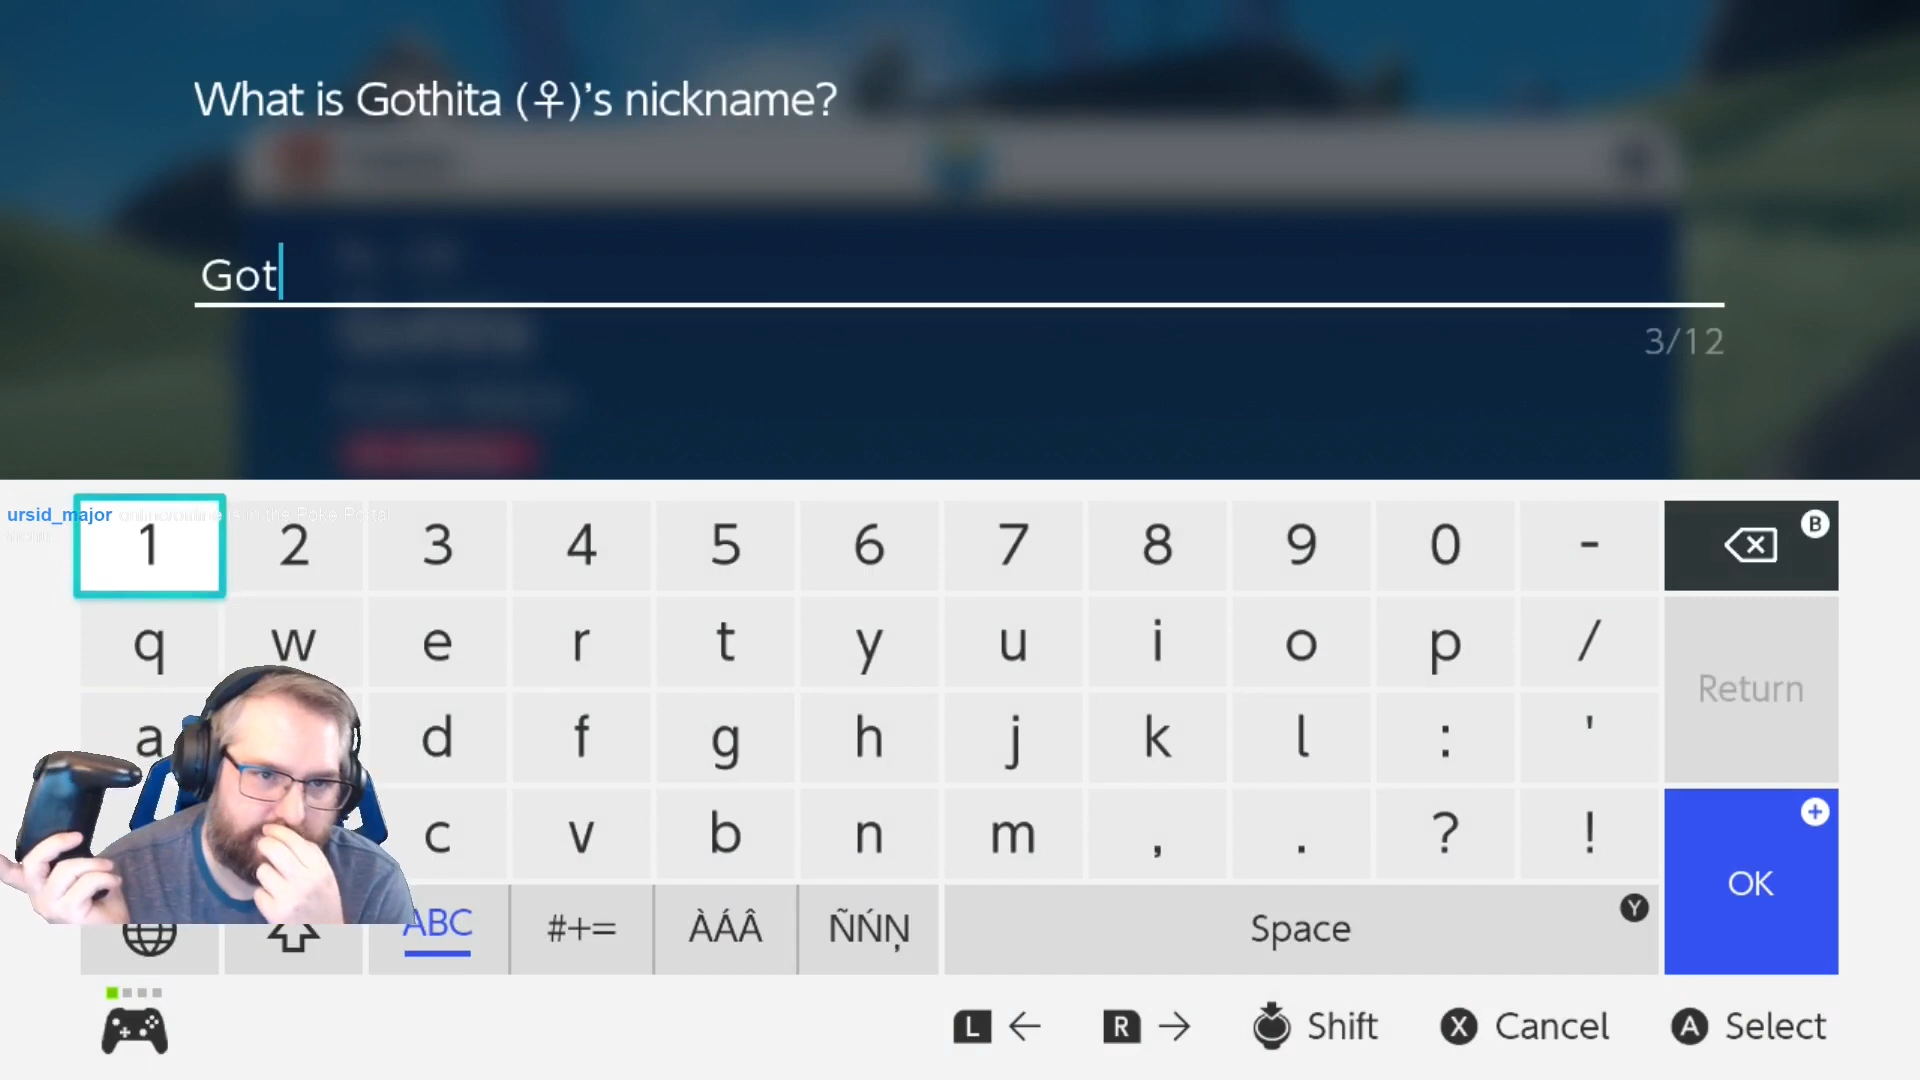 What is Gothita (♀)'s nickname?
Got
3/12
ursid_major
1 2 3 4 5 6 7 8 9 0 - B
q w e r t y u i o p / Return
a d f g h j k l : '
c v b n m , . ? ! + OK
ABC #+= ÀÁÂ ÑŃŅ Space Y
L ← R → Shift X Cancel A Select